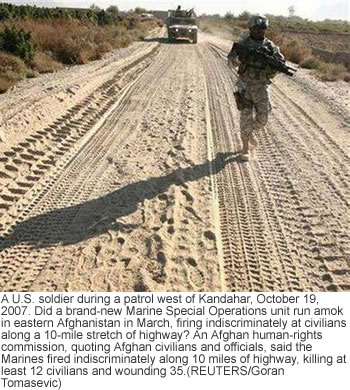 A U.S. soldier during a patrol west of Kandahar, October 19,
2007. Did a brand-new Marine Special Operations unit run amok
in eastern Afghanistan in March, firing indiscriminately at civilians
along a 10-mile stretch of highway? An Afghan human-rights
commission, quoting Afghan civilians and officials, said the
Marines fired indiscriminately along 10 miles of highway, killing at
least 12 civilians and wounding 35.(REUTERS/Goran
Tomasevic)